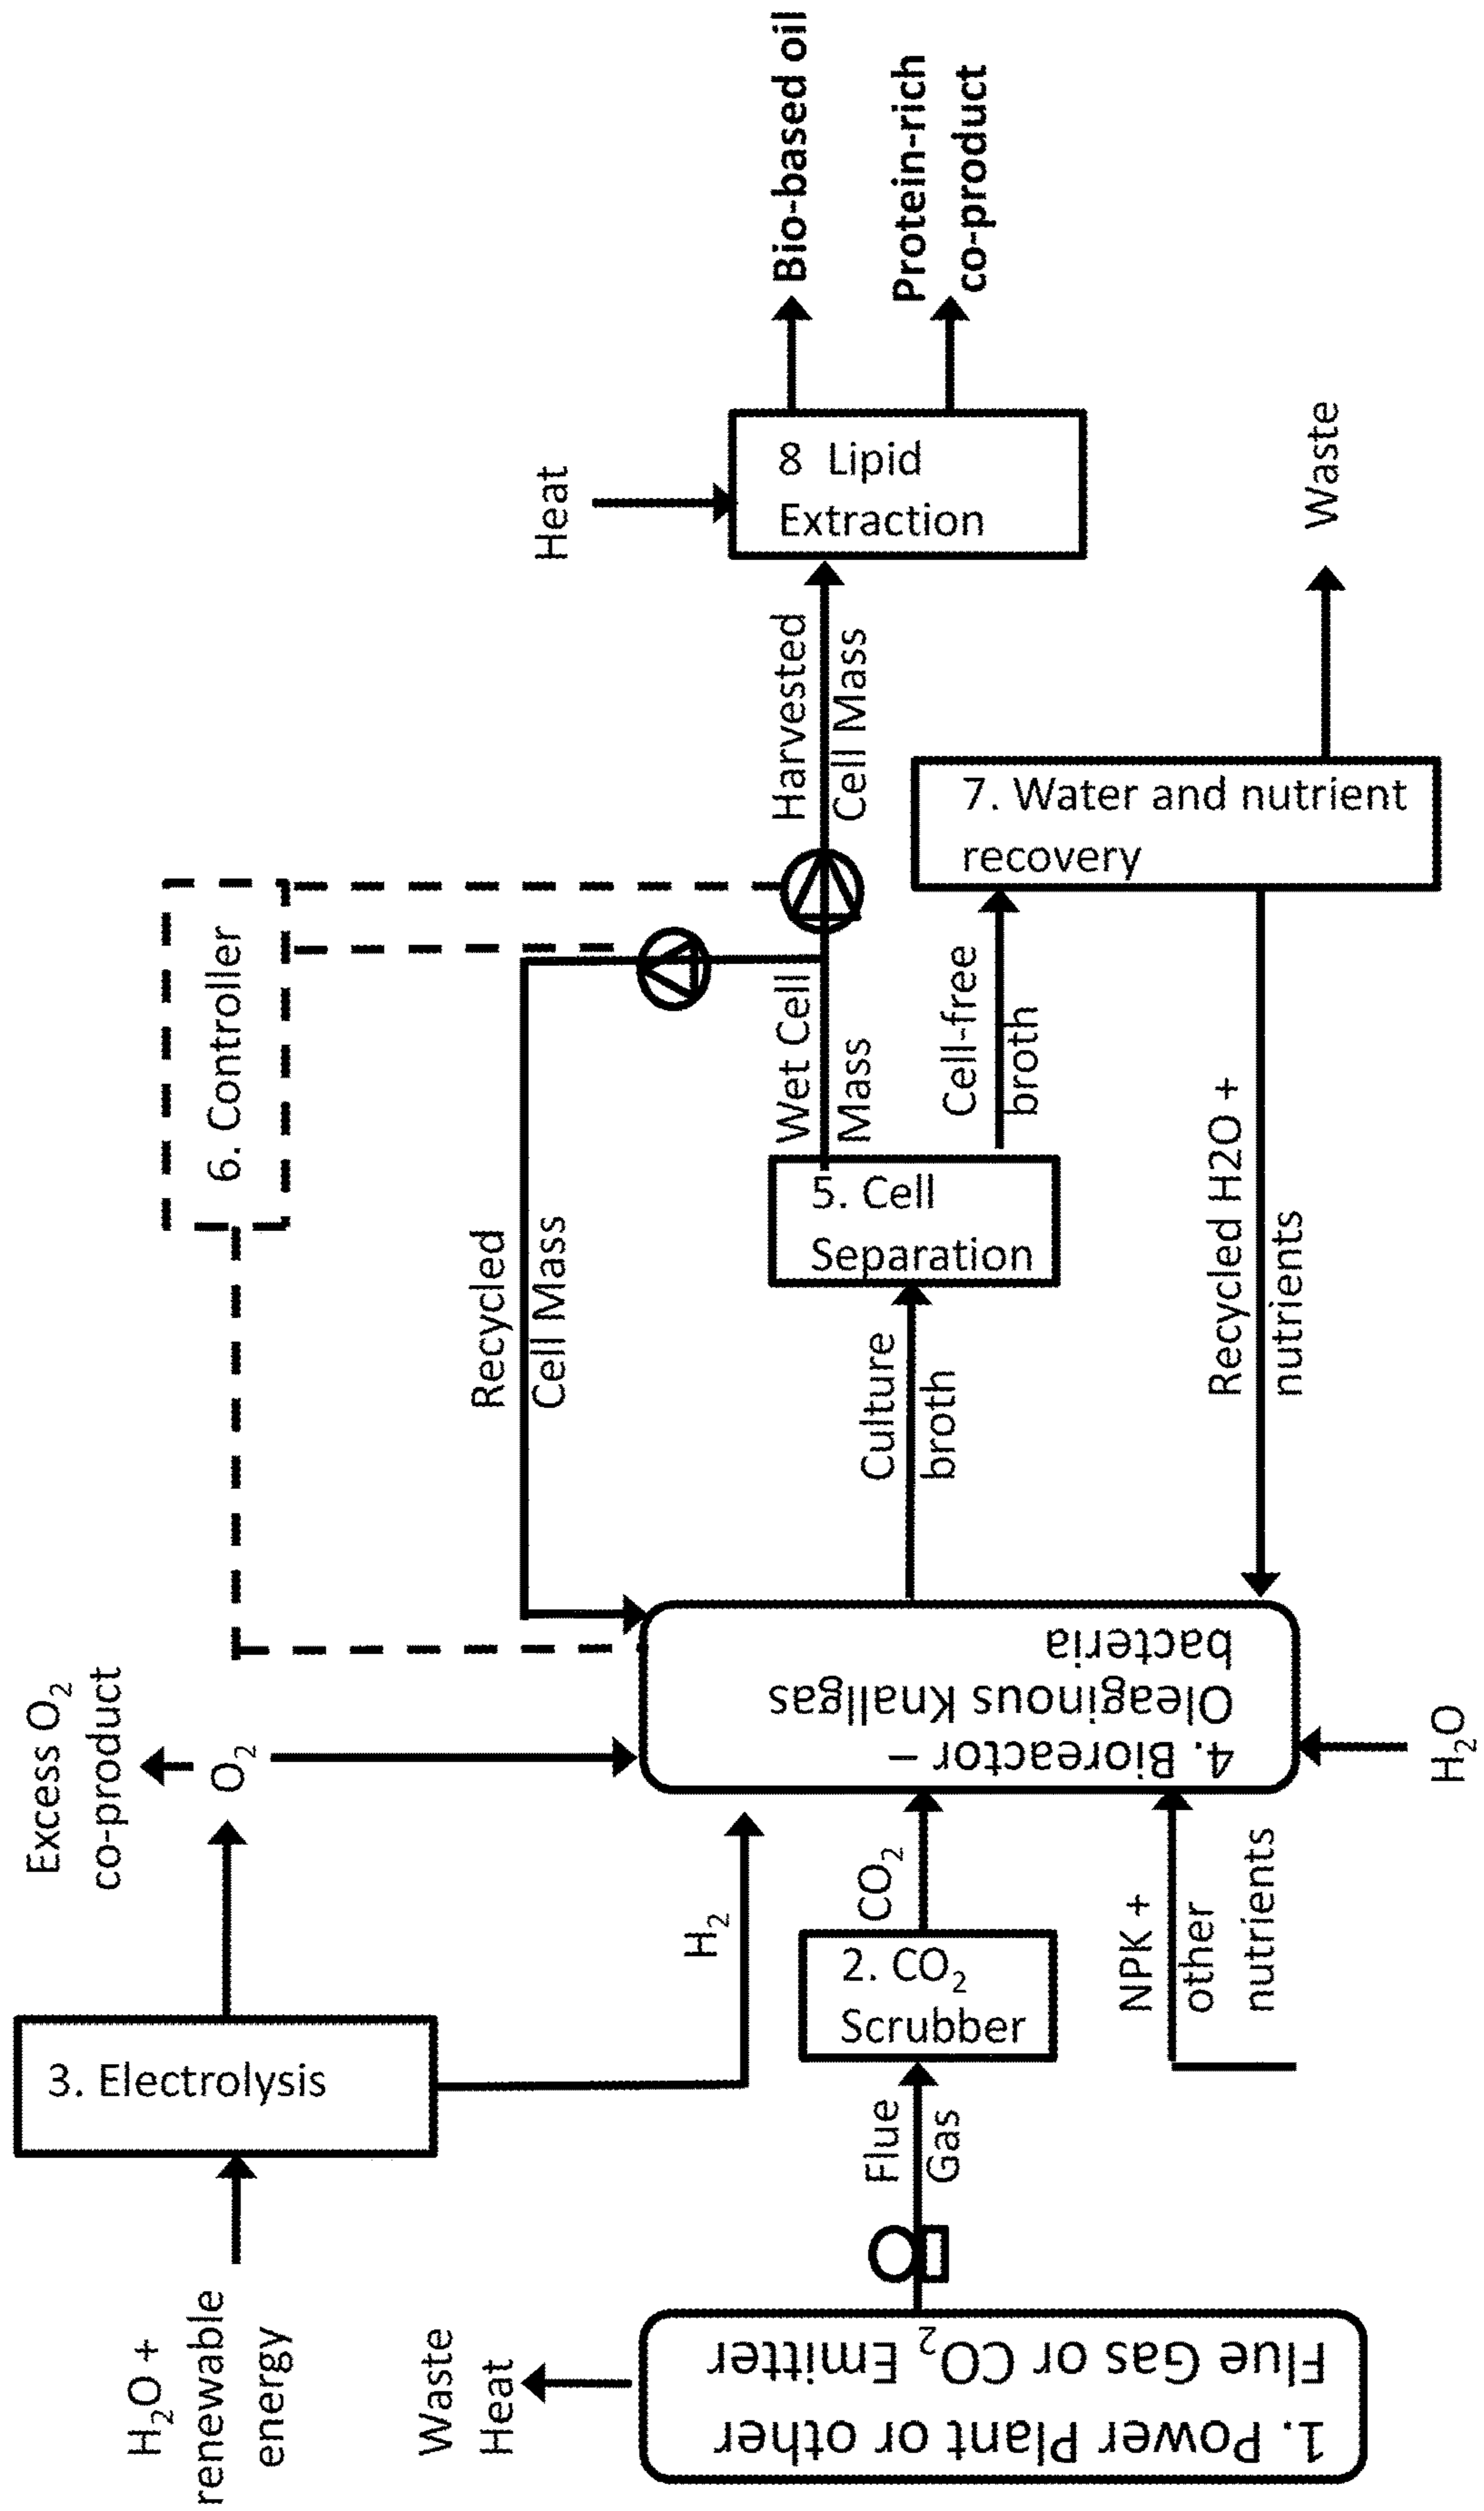 H₂O +
renewable
energy
3. Electrolysis
Excess O₂
co-product
O₂
H₂
Waste
Heat
1. Power Plant or other
Flue Gas or CO₂ Emitter
Flue
Gas
2. CO₂
Scrubber
CO₂
NPK +
other
nutrients
H₂O
4. Bioreactor –
Oleaginous Knallgas
bacteria
6. Controller
Recycled
Cell Mass
Culture
broth
5. Cell
Separation
Wet Cell
Mass
Cell-free
broth
Recycled H2O +
nutrients
7. Water and nutrient
recovery
Waste
Harvested
Cell Mass
Heat
8 Lipid
Extraction
Bio-based oil
Protein-rich
co-product